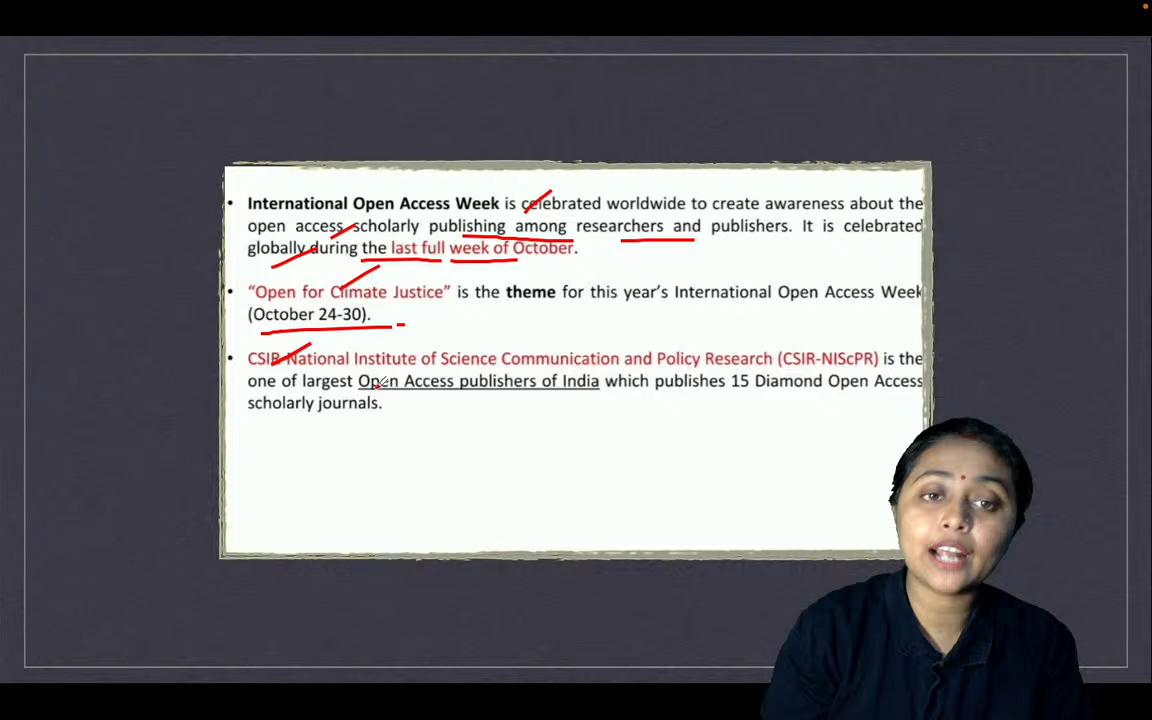 • International Open Access Week is celebrated worldwide to create awareness about the
open access scholarly publishing among researchers and publishers. It is celebrated
globally during the last full week of October.
• “Open for Climate Justice” is the theme for this year’s International Open Access Week
(October 24-30).
• CSIR-National Institute of Science Communication and Policy Research (CSIR-NIScPR) is the
one of largest Open Access publishers of India which publishes 15 Diamond Open Access
scholarly journals.